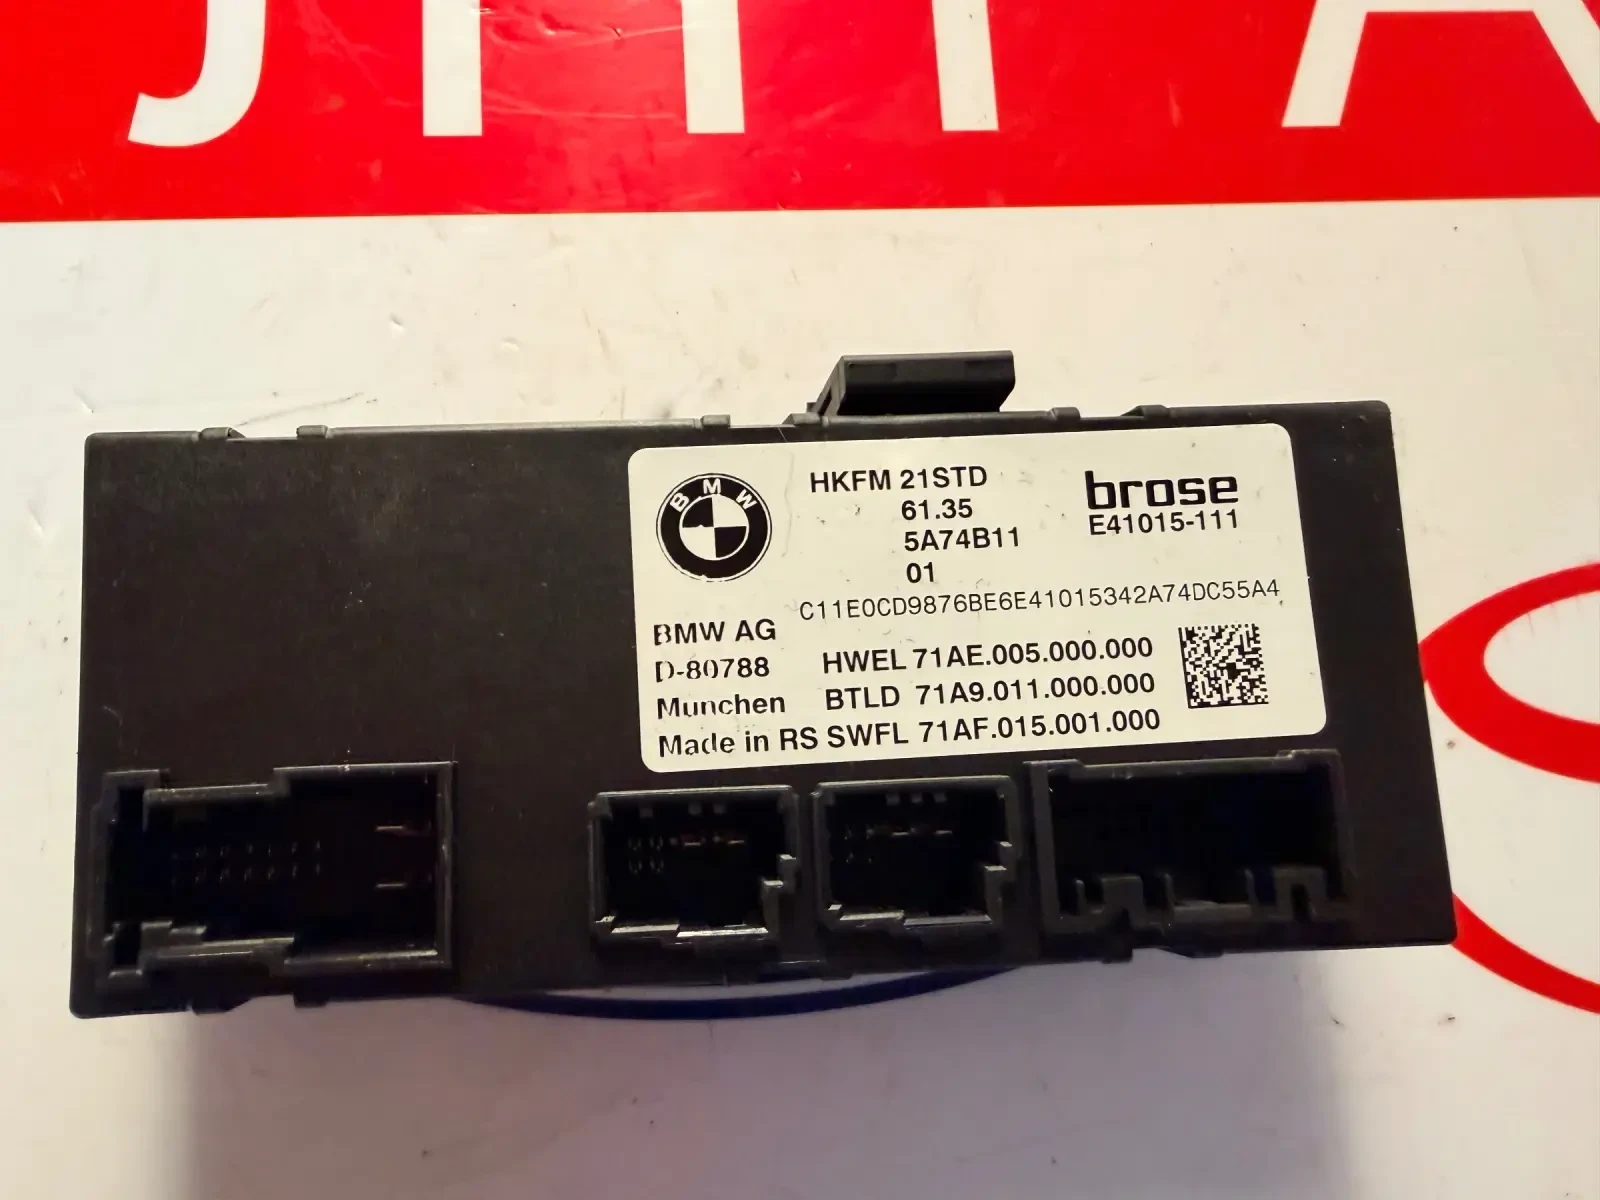 BMW
HKFM 21STD
61.35
5A74B11
01
brose
E41015-111
C11E0CD9876BE6E41015342A74DC55A4
BMW AG
D-80788
Munchen
Made in RS
HWEL 71AE.005.000.000
BTLD 71A9.011.000.000
SWFL 71AF.015.001.000